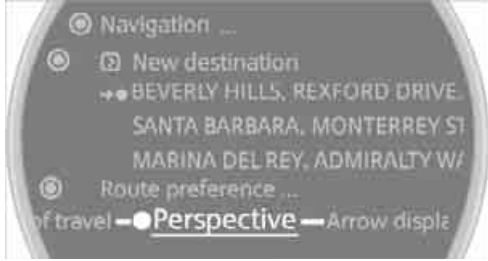 Navigation ...
New destination
BEVERLY HILLS, REXFORD DRIVE,
SANTA BARBARA, MONTERREY ST
MARINA DEL REY, ADMIRALTY W/
Route preference ...
of travel Perspective Arrow displa